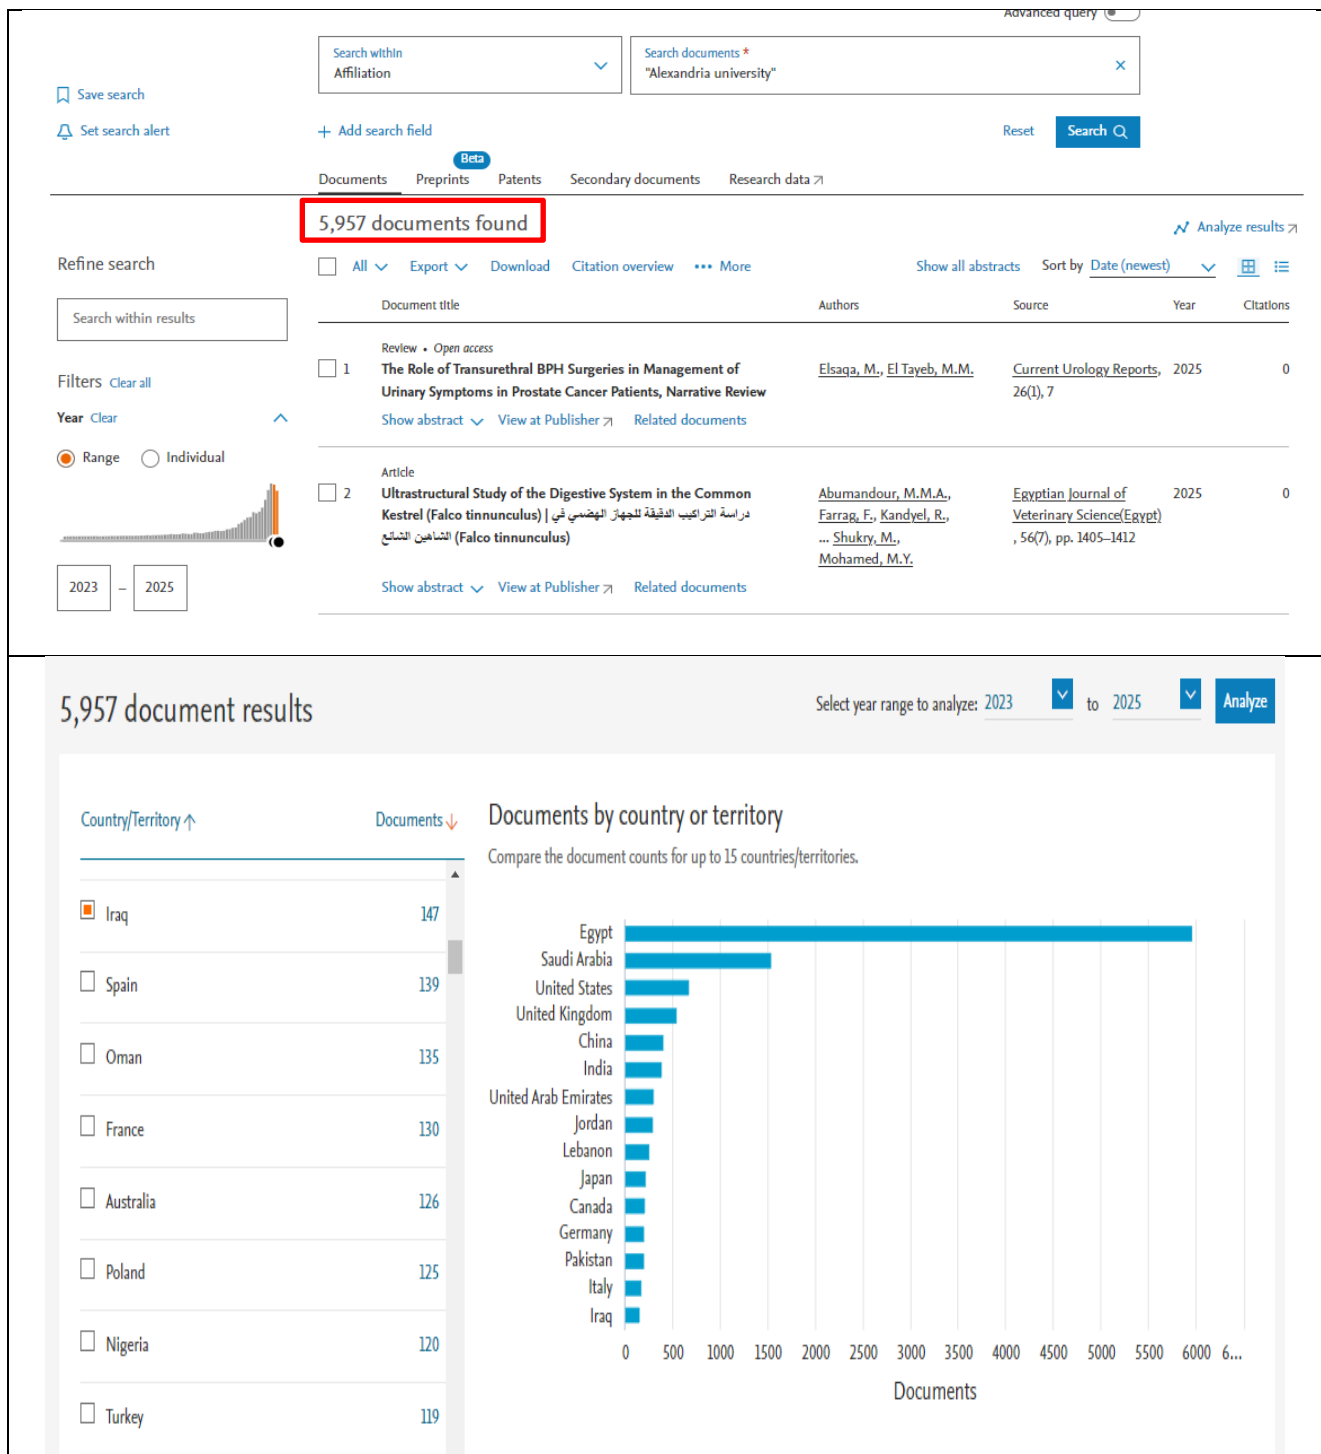 Advanced query
Search within
Affiliation
Search documents *
"Alexandria university"
Save search
Set search alert
+ Add search field
Reset
Search
Beta
Documents Preprints Patents Secondary documents Research data
5,957 documents found
Analyze results
Refine search
Search within results
Filters Clear all
Year Clear
Range Individual
2023 – 2025
All Export Download Citation overview ••• More
Show all abstracts Sort by Date (newest)
Document title Authors Source Year Citations
Review • Open access
1 The Role of Transurethral BPH Surgeries in Management of
Urinary Symptoms in Prostate Cancer Patients, Narrative Review
Elsaqa, M., El Tayeb, M.M.
Current Urology Reports,
26(1), 7
2025
0
Show abstract View at Publisher Related documents
Article
2 Ultrastructural Study of the Digestive System in the Common
Kestrel (Falco tinnunculus) | دراسة التراكيب الدقيقة للجهاز الهضمي في
الشاهين الشائع (Falco tinnunculus)
Abumandour, M.M.A.,
Farrag, F., Kandyel, R.,
... Shukry, M.,
Mohamed, M.Y.
Egyptian Journal of
Veterinary Science(Egypt)
, 56(7), pp. 1405–1412
2025
0
Show abstract View at Publisher Related documents
5,957 document results
Select year range to analyze: 2023 to 2025 Analyze
Country/Territory Documents
Iraq 147
Spain 139
Oman 135
France 130
Australia 126
Poland 125
Nigeria 120
Turkey 119
Documents by country or territory
Compare the document counts for up to 15 countries/territories.
Egypt
Saudi Arabia
United States
United Kingdom
China
India
United Arab Emirates
Jordan
Lebanon
Japan
Canada
Germany
Pakistan
Italy
Iraq
0 500 1000 1500 2000 2500 3000 3500 4000 4500 5000 5500 6000 6...
Documents